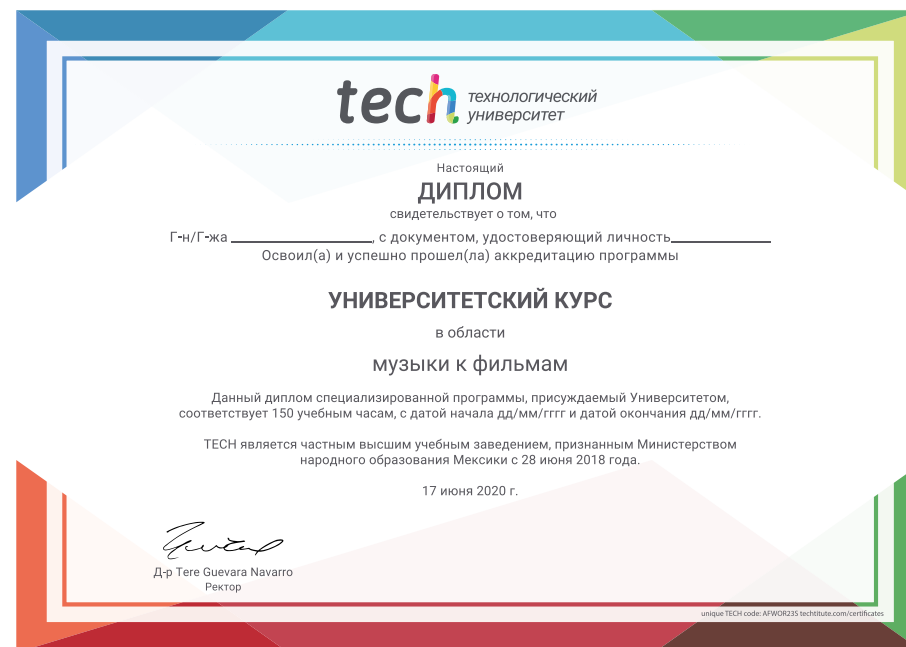 tech технологический
университет
Настоящий
ДИПЛОМ
свидетельствует о том, что
Г-н/Г-жа ____________________, с документом, удостоверяющий личность______________
Освоил(а) и успешно прошел(ла) аккредитацию программы
УНИВЕРСИТЕТСКИЙ КУРС
в области
музыки к фильмам
Данный диплом специализированной программы, присуждаемый Университетом,
соответствует 150 учебным часам, с датой начала дд/мм/гггг и датой окончания дд/мм/гггг.
TECH является частным высшим учебным заведением, признанным Министерством
народного образования Мексики с 28 июня 2018 года.
17 июня 2020 г.
Д-р Tere Guevara Navarro
Ректор
unique TECH code: AFWOR23S techtitute.com/certificates